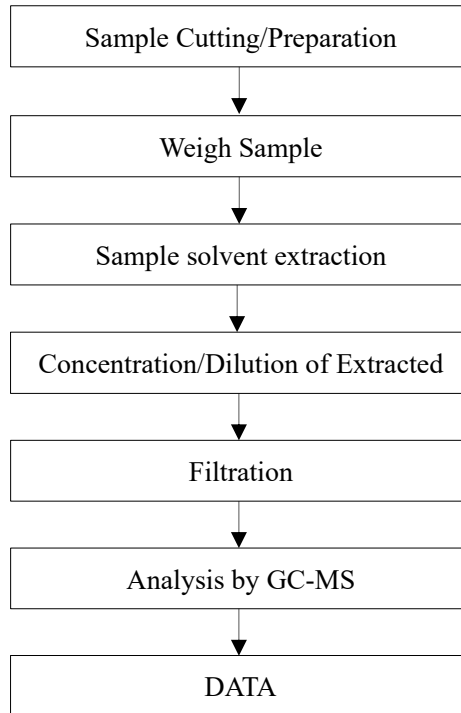 Sample Cutting/Preparation
Weigh Sample
Sample solvent extraction
Concentration/Dilution of Extracted
Filtration
Analysis by GC-MS
DATA